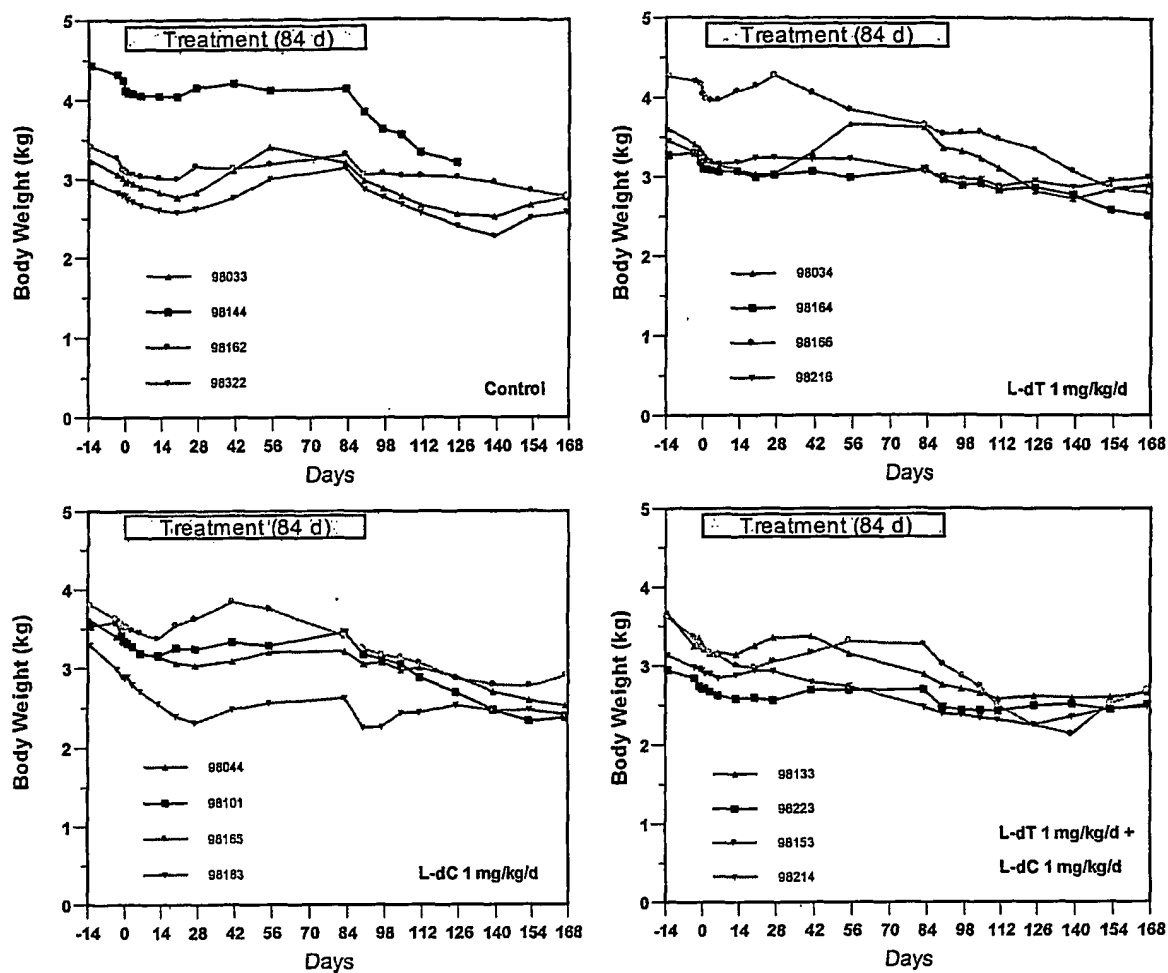 Treatment (84 d)
5
4
3
2
1
0
Body Weight (kg)
98033
98144
98162
98322
Control
-14 0 14 28 42 56 70 84 98 112 126 140 154 168
Days
Treatment (84 d)
5
4
3
2
1
0
Body Weight (kg)
98034
98164
98166
98216
L-dT 1 mg/kg/d
-14 0 14 28 42 56 70 84 98 112 126 140 154 168
Days
Treatment (84 d)
5
4
3
2
1
0
Body Weight (kg)
98044
98101
98165
98183
L-dC 1 mg/kg/d
-14 0 14 28 42 56 70 84 98 112 126 140 154 168
Days
Treatment (84 d)
5
4
3
2
1
0
Body Weight (kg)
98133
98223
98153
98214
L-dT 1 mg/kg/d +
L-dC 1 mg/kg/d
-14 0 14 28 42 56 70 84 98 112 126 140 154 168
Days